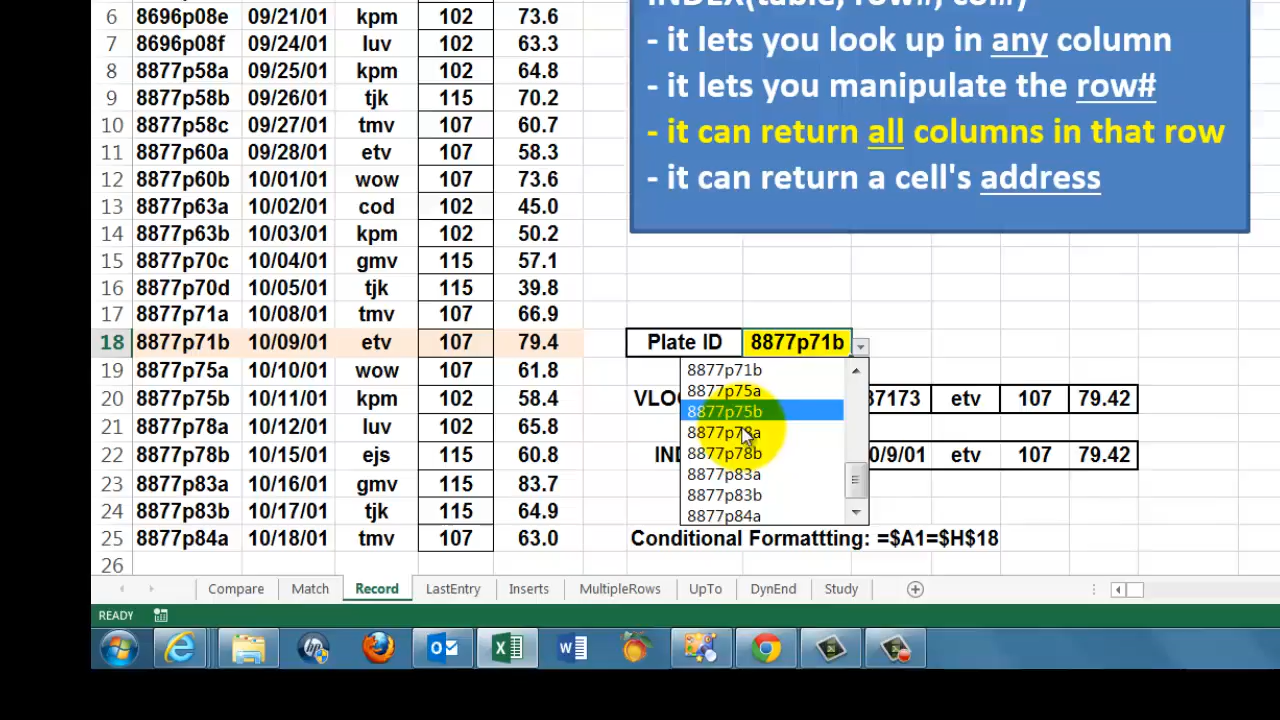 INDEX(table, row#, col#)
- it lets you look up in any column
- it lets you manipulate the row#
- it can return all columns in that row
- it can return a cell's address
6 8696p08e 09/21/01 kpm 102 73.6
7 8696p08f 09/24/01 luv 102 63.3
8 8877p58a 09/25/01 kpm 102 64.8
9 8877p58b 09/26/01 tjk 115 70.2
10 8877p58c 09/27/01 tmv 107 60.7
11 8877p60a 09/28/01 etv 107 58.3
12 8877p60b 10/01/01 wow 107 73.6
13 8877p63a 10/02/01 cod 102 45.0
14 8877p63b 10/03/01 kpm 102 50.2
15 8877p70c 10/04/01 gmv 115 57.1
16 8877p70d 10/05/01 tjk 115 39.8
17 8877p71a 10/08/01 tmv 107 66.9
18 8877p71b 10/09/01 etv 107 79.4 Plate ID 8877p71b
19 8877p75a 10/10/01 wow 107 61.8
20 8877p75b 10/11/01 kpm 102 58.4 VLO 37173 etv 107 79.42
21 8877p78a 10/12/01 luv 102 65.8
22 8877p78b 10/15/01 ejs 115 60.8 IND 0/9/01 etv 107 79.42
23 8877p83a 10/16/01 gmv 115 83.7
24 8877p83b 10/17/01 tjk 115 64.9
25 8877p84a 10/18/01 tmv 107 63.0 Conditional Formattting: =$A1=$H$18
26
8877p71b
8877p75a
8877p75b
8877p78a
8877p78b
8877p83a
8877p83b
8877p84a
Compare Match Record LastEntry Inserts MultipleRows UpTo DynEnd Study
READY